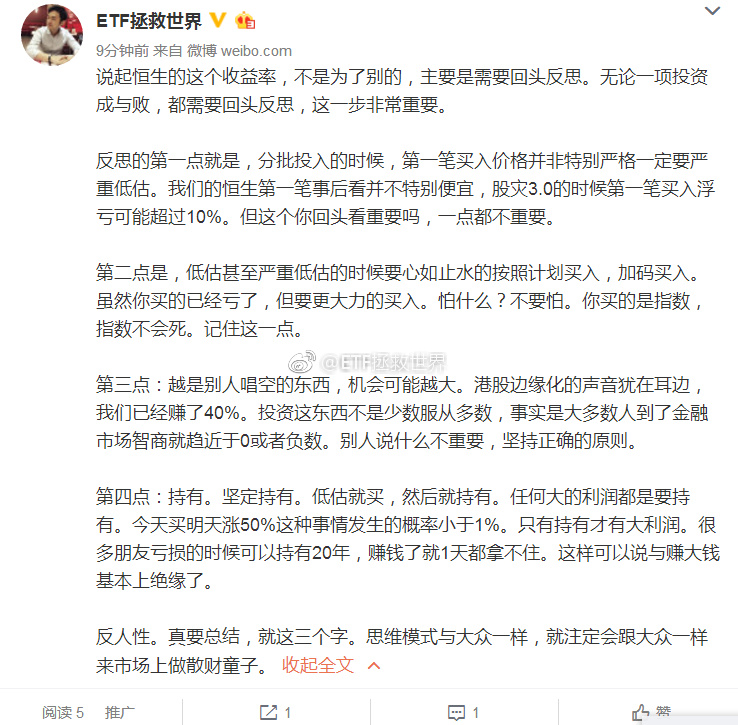 ETF拯救世界
9分钟前 来自 微博 weibo.com
说起恒生的这个收益率，不是为了别的，主要是需要回头反思。无论一项投资
成与败，都需要回头反思，这一步非常重要。
反思的第一点就是，分批投入的时候，第一笔买入价格并非特别严格一定要严
重低估。我们的恒生第一笔事后看并不特别便宜，股灾3.0的时候第一笔买入浮
亏可能超过10%。但这个你回头看重要吗，一点都不重要。
第二点是，低估甚至严重低估的时候要心如止水的按照计划买入，加码买入。
虽然你买的已经亏了，但要更大力的买入。怕什么？不要怕。你买的是指数，
指数不会死。记住这一点。
@ETF拯救世界
第三点：越是别人唱空的东西，机会可能越大。港股边缘化的声音犹在耳边，
我们已经赚了40%。投资这东西不是少数服从多数，事实是大多数人到了金融
市场智商就趋近于0或者负数。别人说什么不重要，坚持正确的原则。
第四点：持有。坚定持有。低估就买，然后就持有。任何大的利润都是要持
有。今天买明天涨50%这种事情发生的概率小于1%。只有持有才有大利润。很
多朋友亏损的时候可以持有20年，赚钱了就1天都拿不住。这样可以说与赚大钱
基本上绝缘了。
反人性。真要总结，就这三个字。思维模式与大众一样，就注定会跟大众一样
来市场上做散财童子。 收起全文
阅读 5 推广 1 1 赞